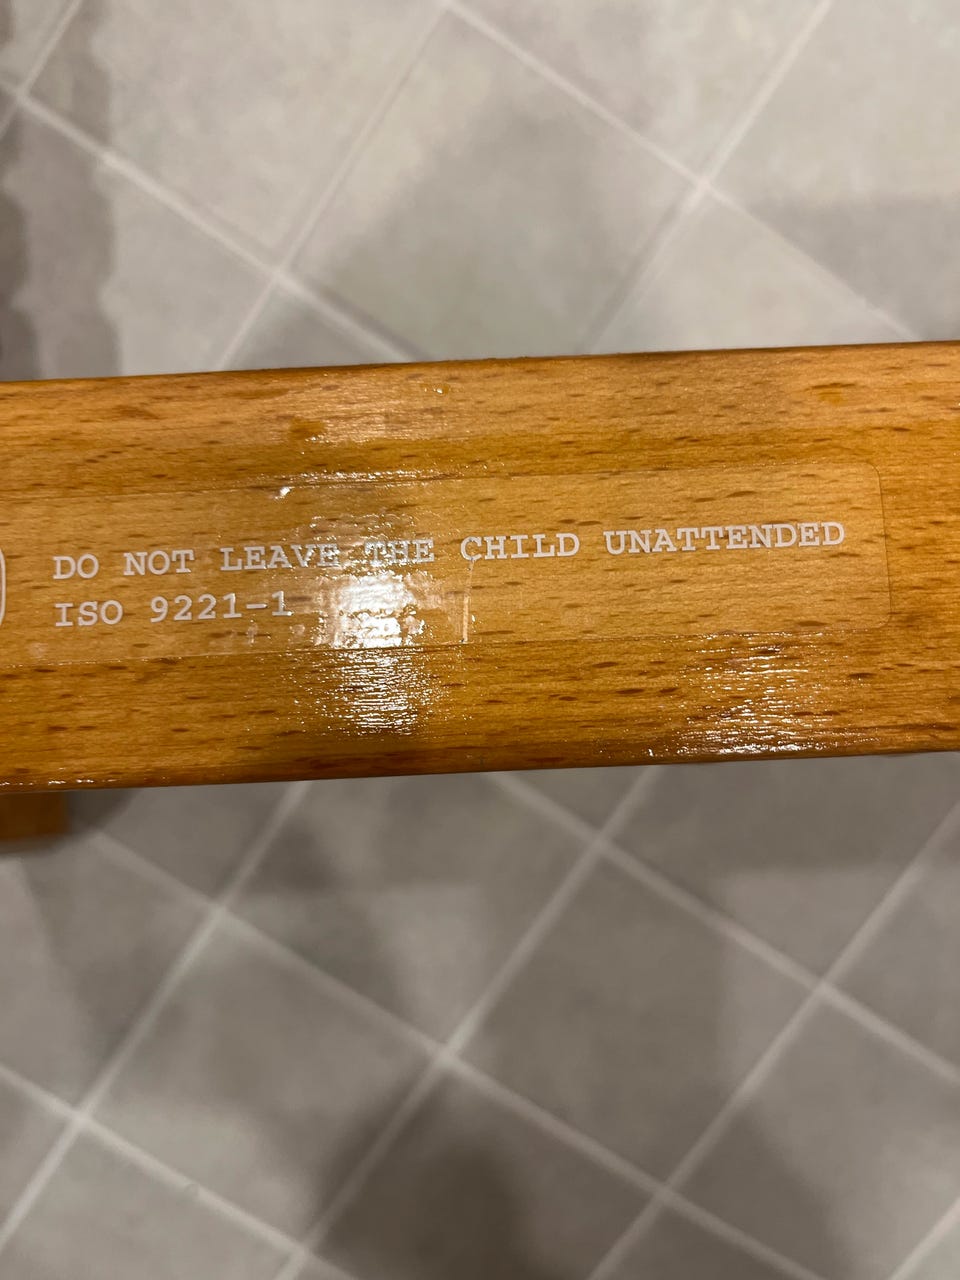 DO NOT LEAVE THE CHILD UNATTENDED
ISO 9221-1